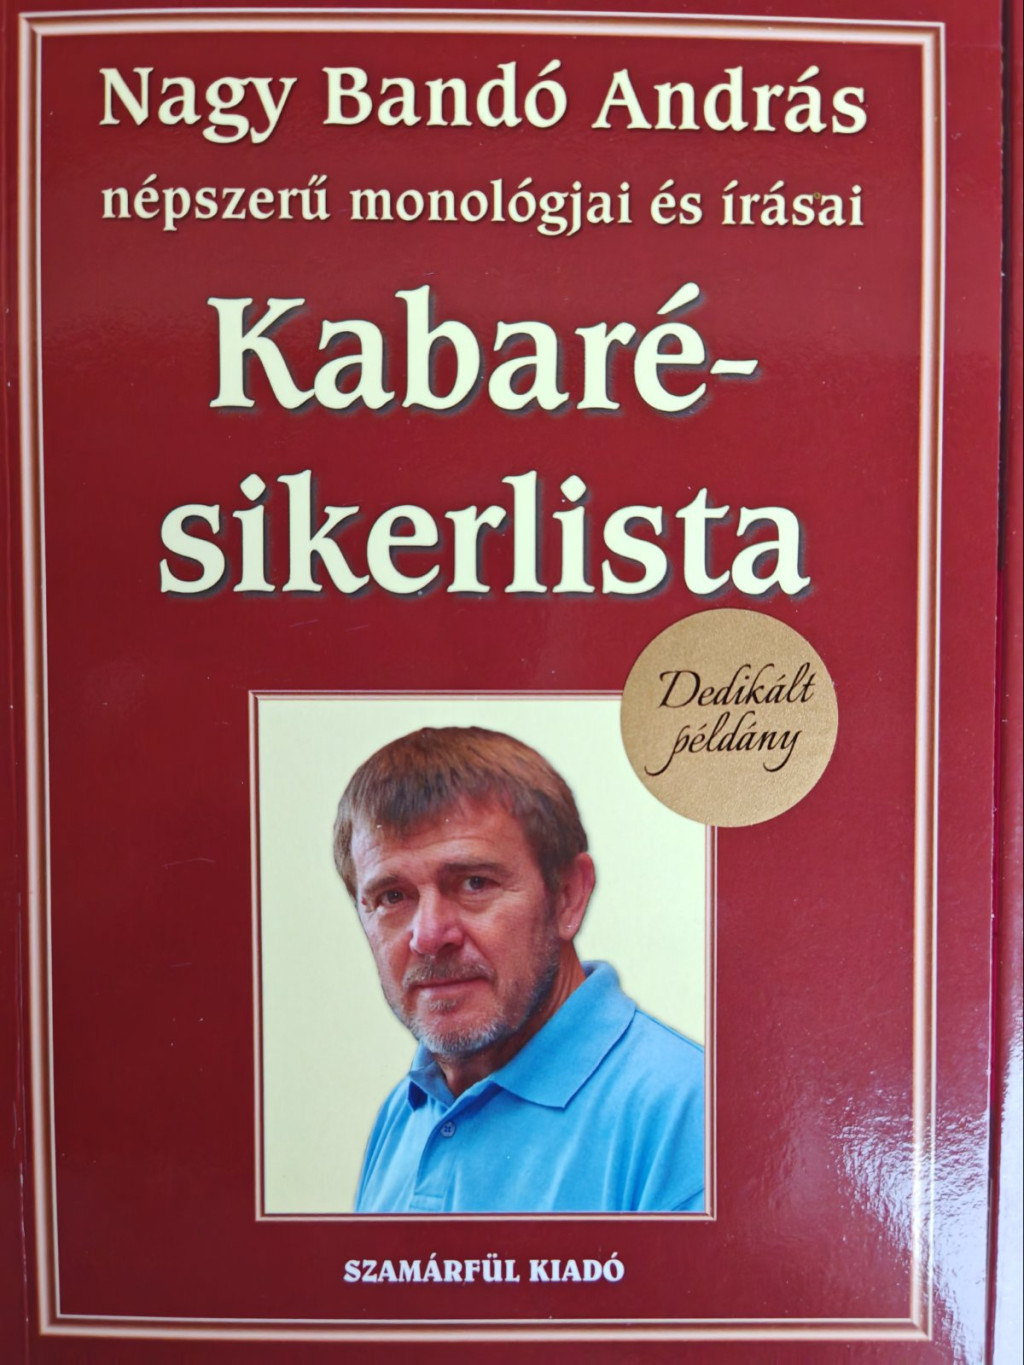 Nagy Bandó András
népszerű monológjai és írásai
Kabaré-
sikerlista
Dedikált
példány
SZAMÁRFÜL KIADÓ